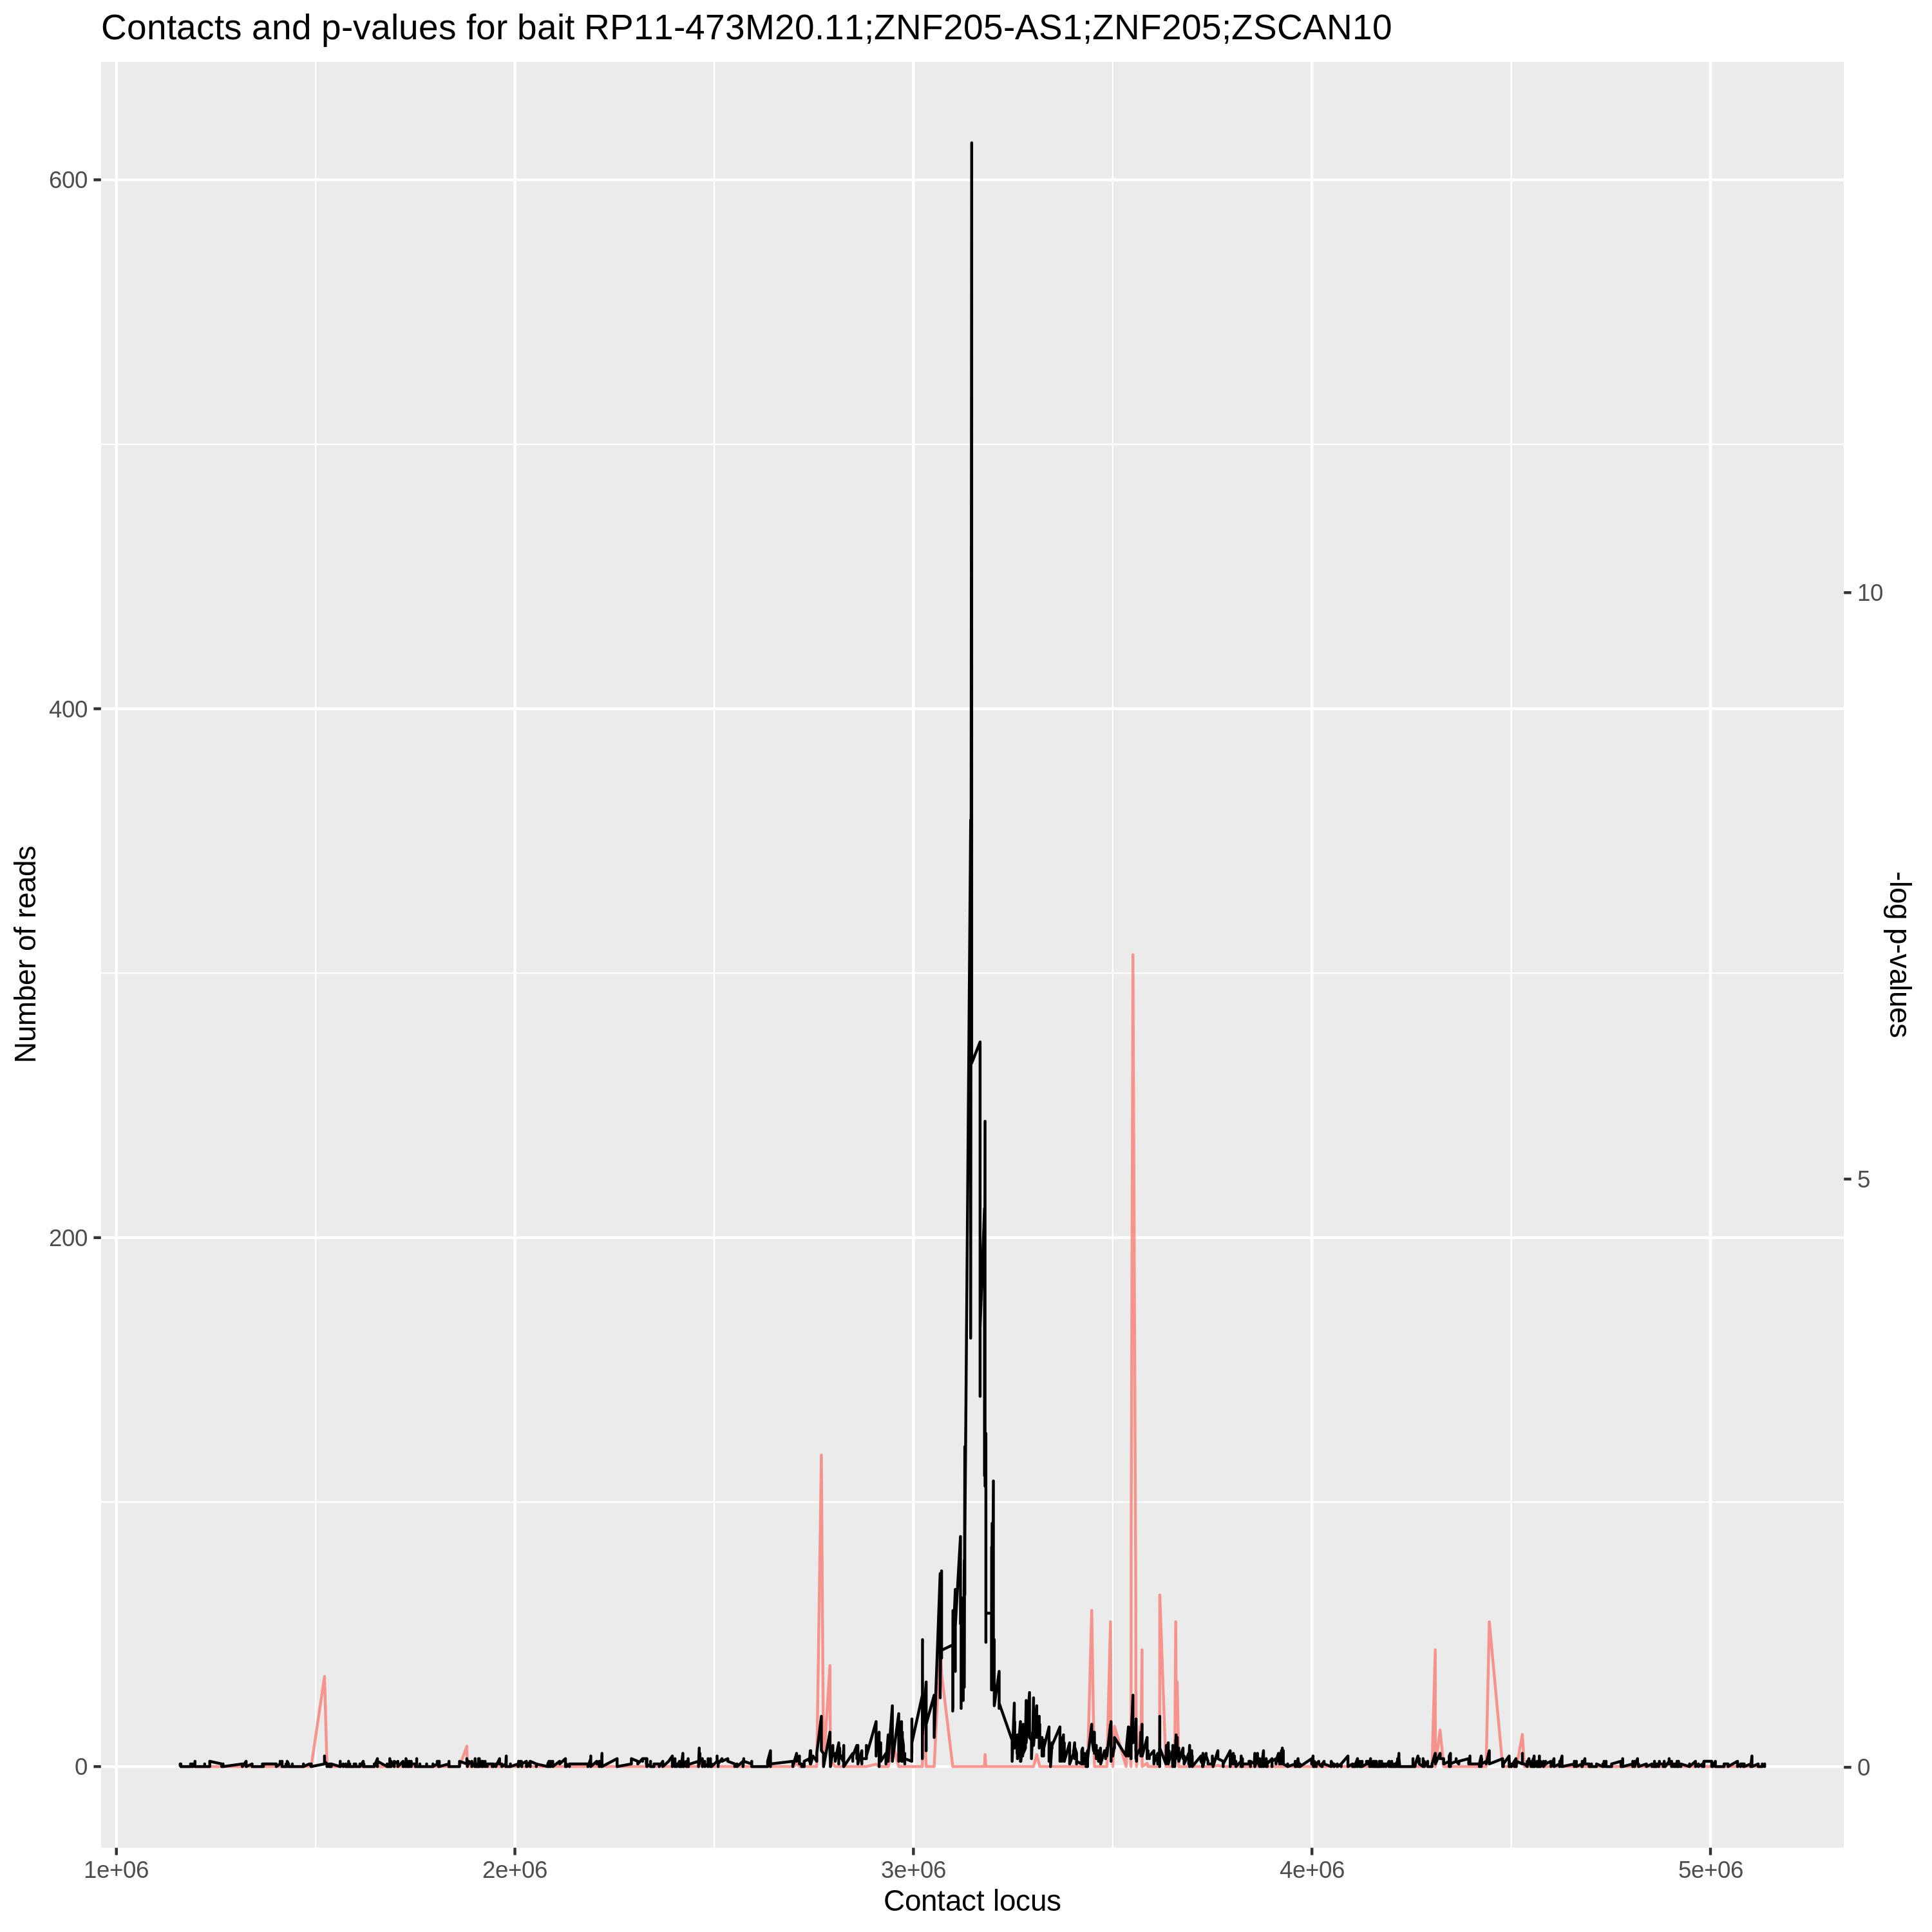 Contacts and p-values for bait RP11-473M20.11;ZNF205-AS1;ZNF205;ZSCAN10
600
400
200
0
Number of reads
10
5
0
-log p-values
1e+06
2e+06
3e+06
4e+06
5e+06
Contact locus